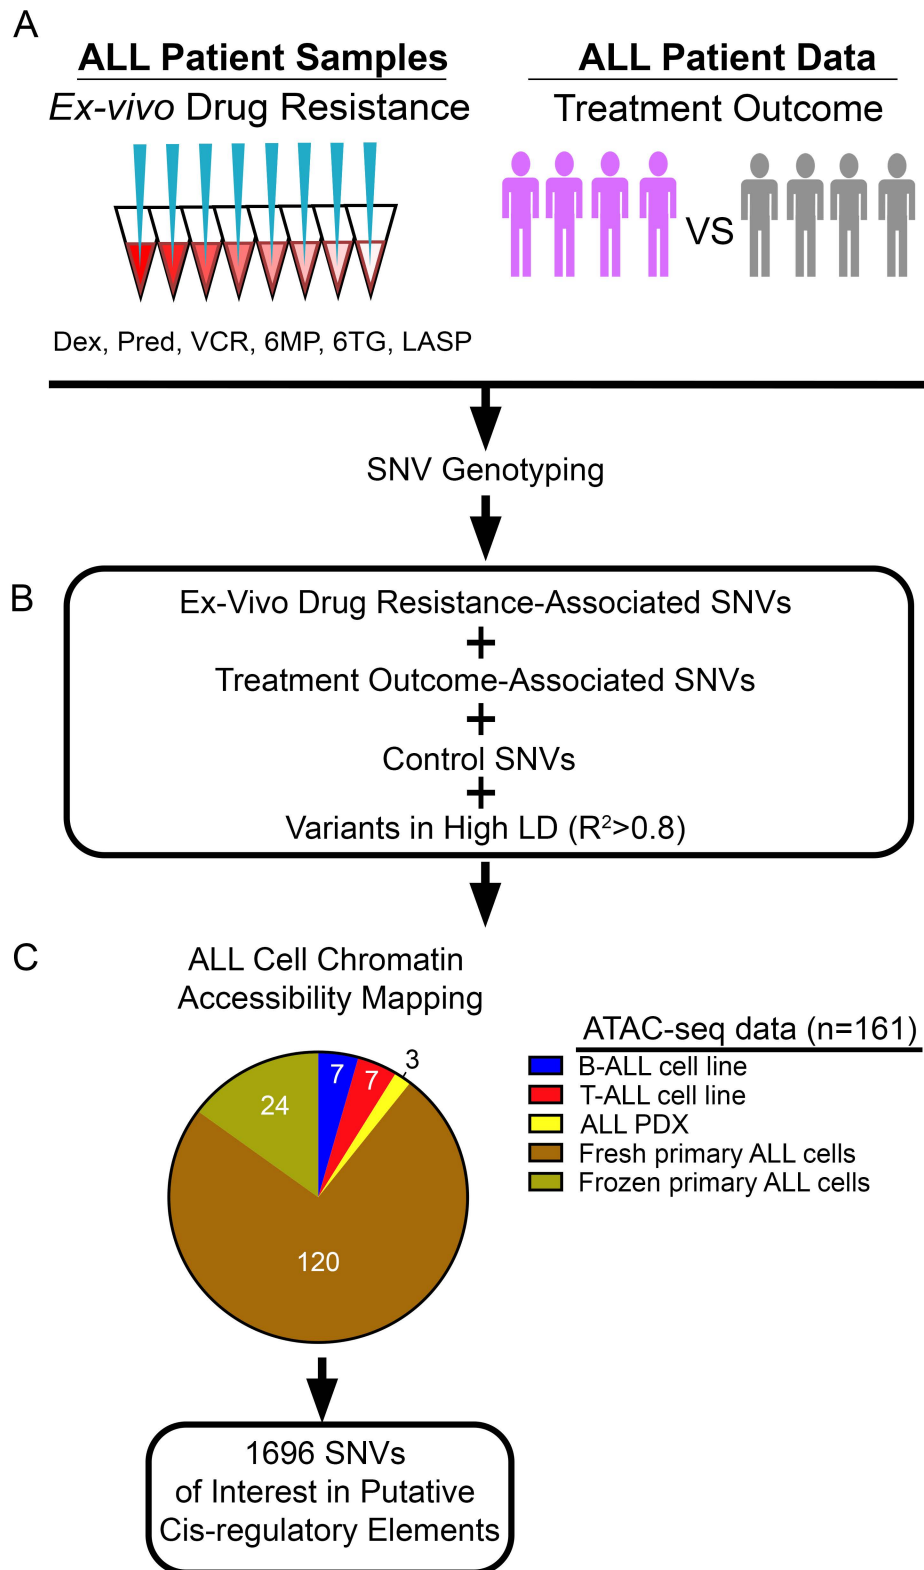 A
ALL Patient Samples
Ex-vivo Drug Resistance
ALL Patient Data
Treatment Outcome
VS
Dex, Pred, VCR, 6MP, 6TG, LASP
SNV Genotyping
B
Ex-Vivo Drug Resistance-Associated SNVs
+
Treatment Outcome-Associated SNVs
+
Control SNVs
+
Variants in High LD (R²>0.8)
C
ALL Cell Chromatin
Accessibility Mapping
7
7
3
24
120
ATAC-seq data (n=161)
B-ALL cell line
T-ALL cell line
ALL PDX
Fresh primary ALL cells
Frozen primary ALL cells
1696 SNVs
of Interest in Putative
Cis-regulatory Elements